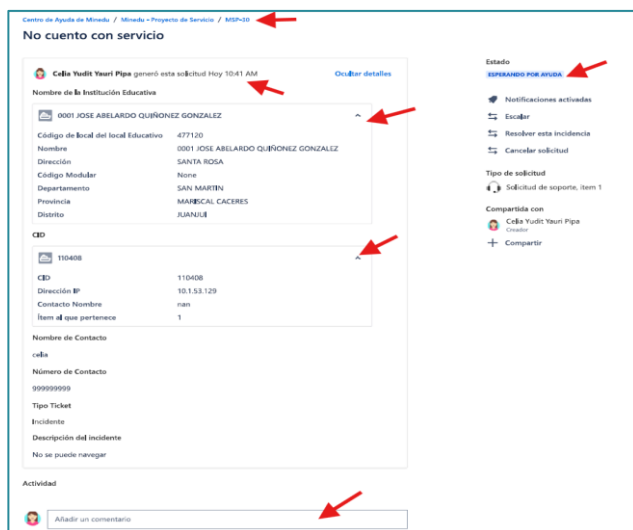 Centro de Ayuda de Minedu / Minedu - Proyecto de Servicio / MSP-30
No cuento con servicio
Celia Yudit Yauri Pipa generó esta solicitud Hoy 10:41 AM
Ocultar detalles
Nombre de la Institución Educativa
0001 JOSE ABELARDO QUIÑONEZ GONZALEZ
Código de local del local Educativo 477120
Nombre 0001 JOSE ABELARDO QUIÑONEZ GONZALEZ
Dirección SANTA ROSA
Código Modular None
Departamento SAN MARTIN
Provincia MARISCAL CACERES
Distrito JUANJUI
CID
110408
CID 110408
Dirección IP 10.1.53.129
Contacto Nombre nan
Ítem al que pertenece 1
Nombre de Contacto
celia
Número de Contacto
999999999
Tipo Ticket
Incidente
Descripción del incidente
No se puede navegar
Actividad
Añadir un comentario
Estado
ESPERANDO POR AYUDA
Notificaciones activadas
Escalar
Resolver esta incidencia
Cancelar solicitud
Tipo de solicitud
Solicitud de soporte, item 1
Compartida con
Celia Yudit Yauri Pipa
Creador
Compartir